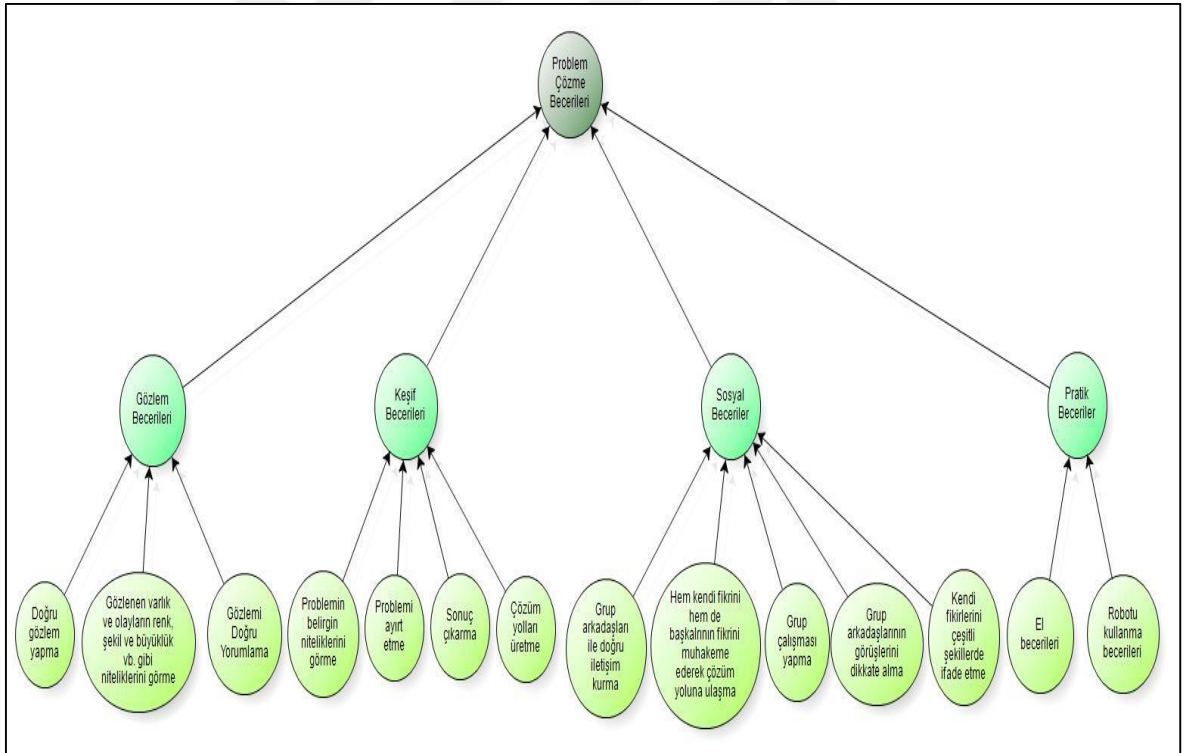 Problem
Çözme
Becerileri
Gözlem
Becerileri
Keşif
Becerileri
Sosyal
Beceriler
Pratik
Beceriler
Doğru
gözlem
yapma
Gözlenen varlık
ve olayların renk,
şekil ve büyüklük
vb. gibi
niteliklerini görme
Gözlemi
Doğru
Yorumlama
Problemin
belirgin
niteliklerini
görme
Problemi
ayırt
etme
Sonuç
çıkarma
Çözüm
yolları
üretme
Grup
arkadaşları
ile doğru
iletişim
kurma
Hem kendi fikrini
hem de
başkalnının fikrini
muhakeme
ederek çözüm
yoluna ulaşma
Grup
çalışması
yapma
Grup
arkadaşlarının
görüşlerini
dikkate alma
Kendi
fikirlerini
çeşitli
şekillerde
ifade etme
El
becerileri
Robotu
kullanma
becerileri